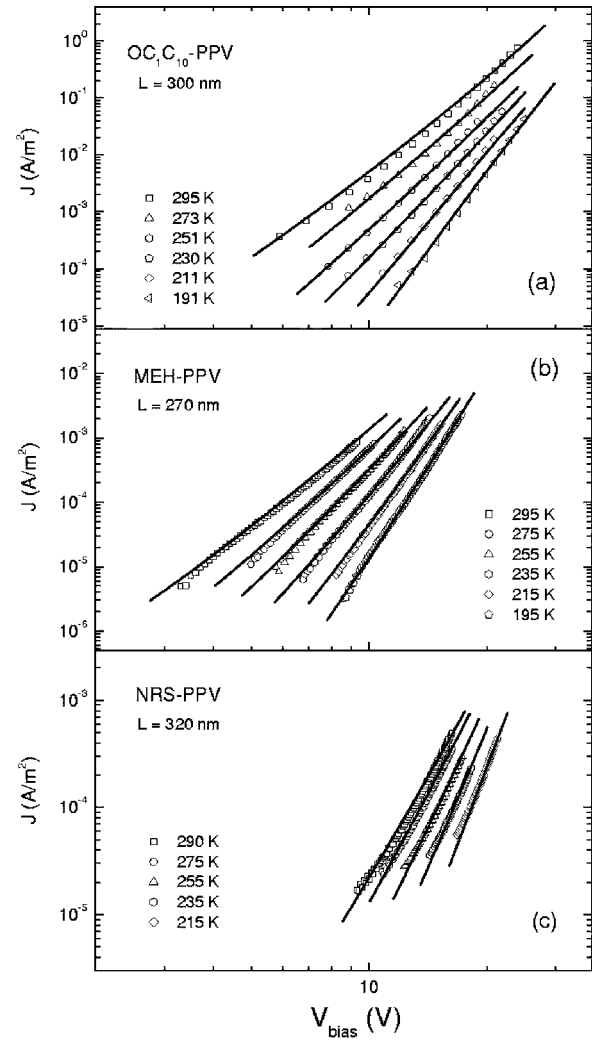 10⁰
10⁻¹
10⁻²
10⁻³
10⁻⁴
10⁻⁵
J (A/m²)
OC₁C₁₀-PPV
L = 300 nm
295 K
273 K
251 K
230 K
211 K
191 K
(a)
10⁻²
10⁻³
10⁻⁴
10⁻⁵
10⁻⁶
J (A/m²)
MEH-PPV
L = 270 nm
(b)
295 K
275 K
255 K
235 K
215 K
195 K
10⁻³
10⁻⁴
10⁻⁵
J (A/m²)
NRS-PPV
L = 320 nm
290 K
275 K
255 K
235 K
215 K
(c)
10
V_bias (V)